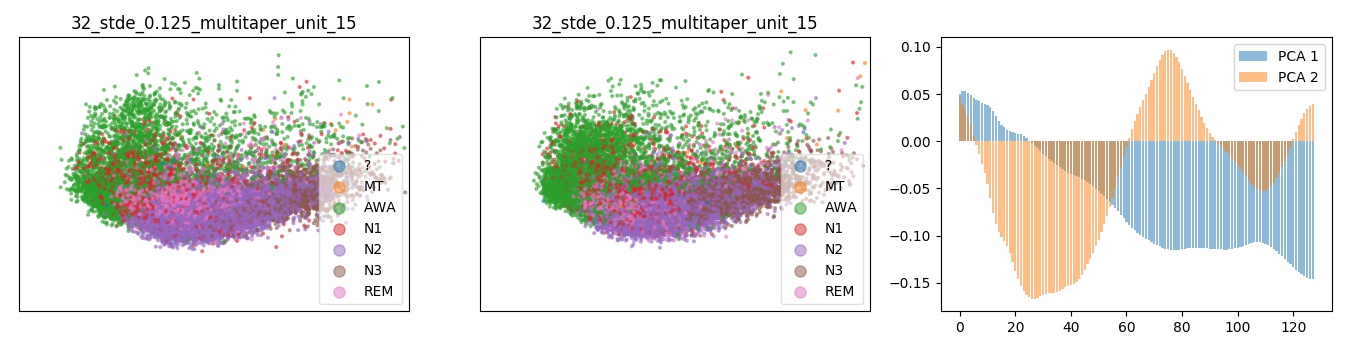 32_stde_0.125_multitaper_unit_15
?
MT
AWA
N1
N2
N3
REM
32_stde_0.125_multitaper_unit_15
?
MT
AWA
N1
N2
N3
REM
PCA 1
PCA 2
0.10
0.05
0.00
−0.05
−0.10
−0.15
0 20 40 60 80 100 120